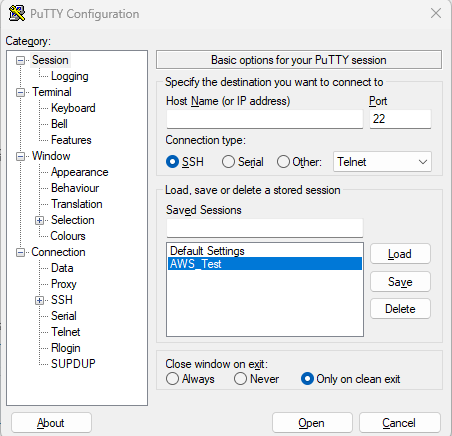 PuTTY Configuration
Category:
Session
Logging
Terminal
Keyboard
Bell
Features
Window
Appearance
Behaviour
Translation
Selection
Colours
Connection
Data
Proxy
SSH
Serial
Telnet
Rlogin
SUPDUP
Basic options for your PuTTY session
Specify the destination you want to connect to
Host Name (or IP address) Port
22
Connection type:
SSH Serial Other: Telnet
Load, save or delete a stored session
Saved Sessions
Default Settings
AWS_Test
Load
Save
Delete
Close window on exit:
Always Never Only on clean exit
About Open Cancel